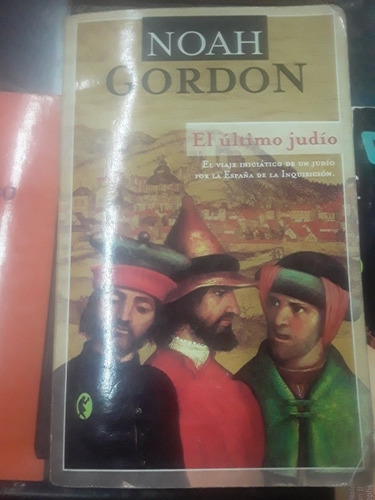 NOAH
GORDON
El último judío
EL VIAJE INICIÁTICO DE UN JUDÍO
POR LA ESPAÑA DE LA INQUISICIÓN.